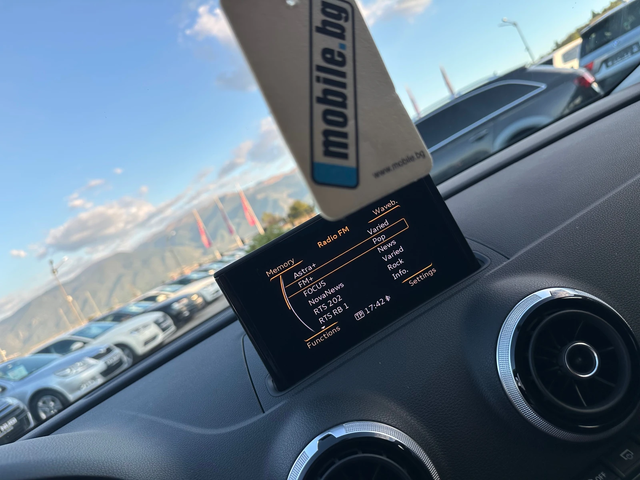 mobile.bg
www.mobile.bg
Radio FM
Memory
Waveb.
Astra+ Varied
FM+ Pop
FOCUS News
NovaNews Varied
RTS 202 Rock
RTS RB 1 Info.
TP 17:42
Functions
Settings